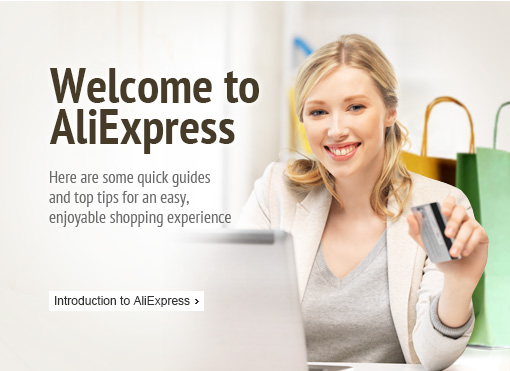 Welcome to
AliExpress
Here are some quick guides
and top tips for an easy,
enjoyable shopping experience
Introduction to AliExpress ›